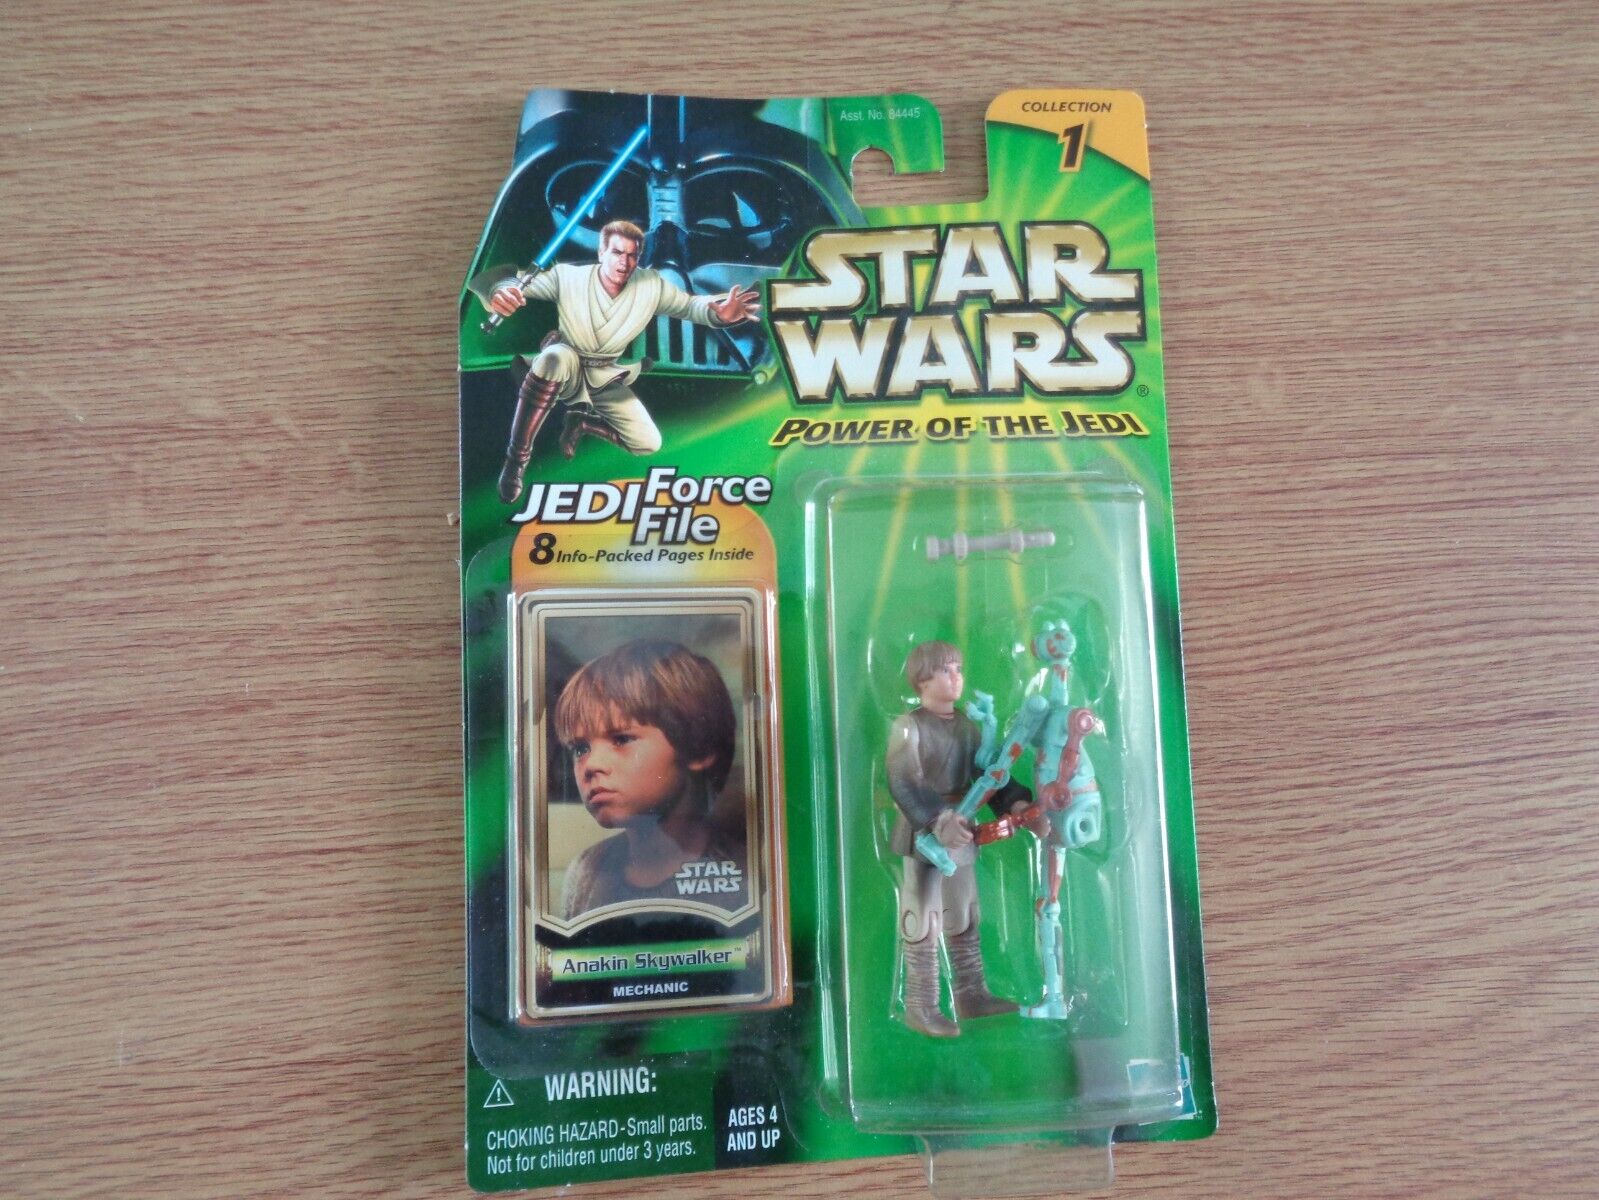 Asst. No. 84445
COLLECTION
1
STAR
WARS®
POWER OF THE JEDI
JEDI Force
File
8 Info-Packed Pages Inside
STAR
WARS
Anakin Skywalker™
MECHANIC
WARNING:
CHOKING HAZARD-Small parts.
Not for children under 3 years.
AGES 4
AND UP